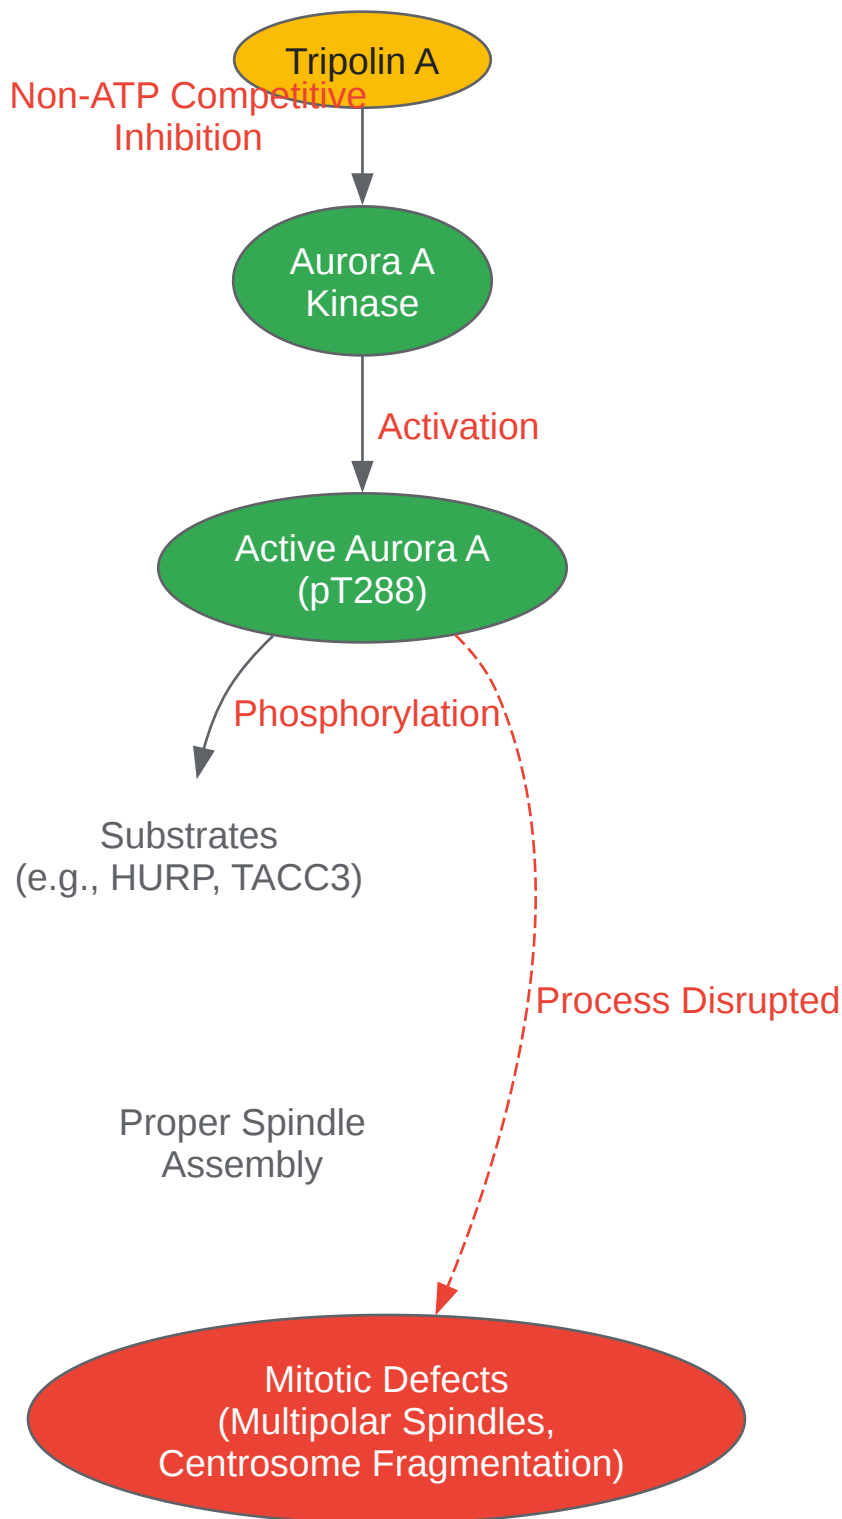 Tripolin A
Non-ATP Competitive
Inhibition
Aurora A
Kinase
Activation
Active Aurora A
(pT288)
Phosphorylation
Substrates
(e.g., HURP, TACC3)
Process Disrupted
Proper Spindle
Assembly
Mitotic Defects
(Multipolar Spindles,
Centrosome Fragmentation)